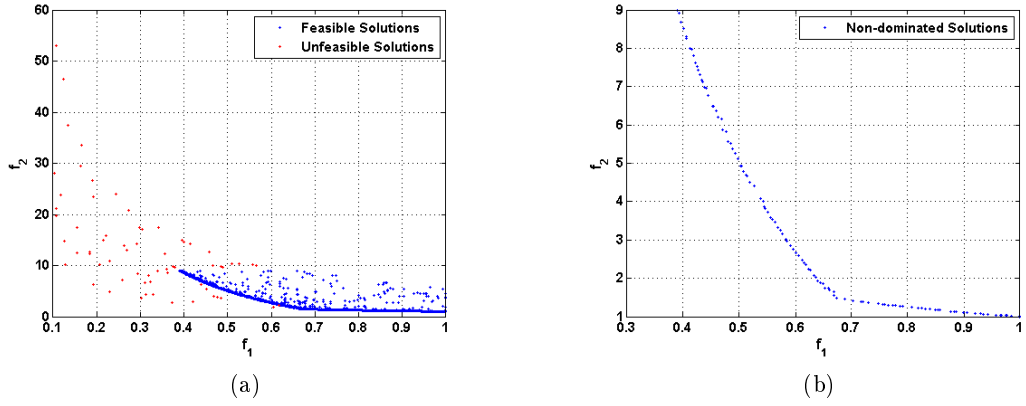 Feasible Solutions
Unfeasible Solutions
60
50
40
30
20
10
0
f2
0.1 0.2 0.3 0.4 0.5 0.6 0.7 0.8 0.9 1
f1
(a)
Non-dominated Solutions
9
8
7
6
5
4
3
2
1
f2
0.3 0.4 0.5 0.6 0.7 0.8 0.9 1
f1
(b)